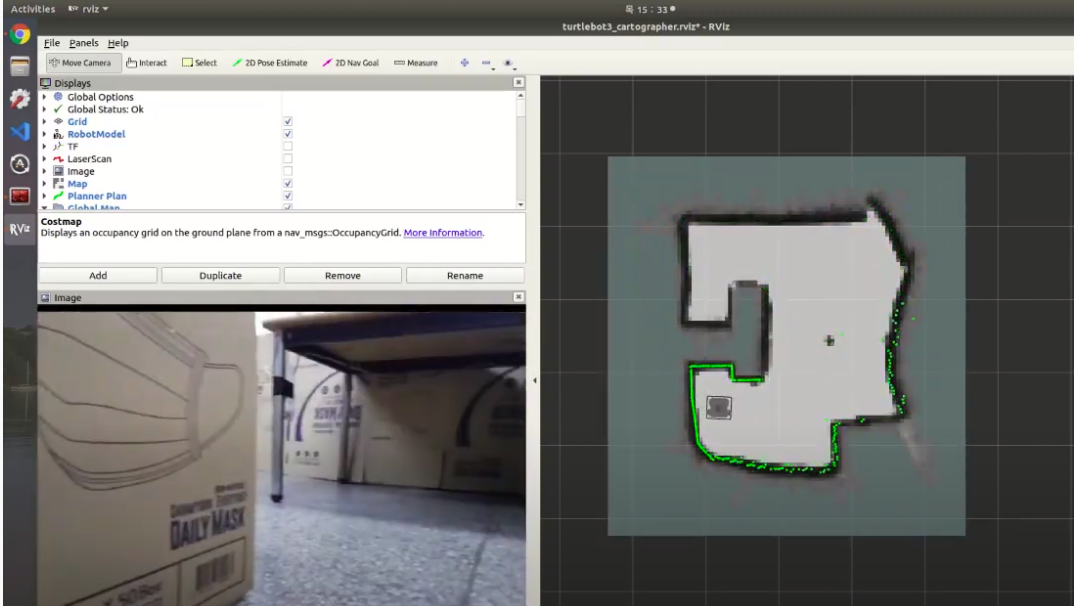 Activities
rviz
목 15 : 33
turtlebot3_cartographer.rviz* - RViz
File Panels Help
Move Camera
Interact
Select
2D Pose Estimate
2D Nav Goal
Measure
Displays
Global Options
Global Status: Ok
Grid
RobotModel
TF
LaserScan
Image
Map
Planner Plan
Global Map
Costmap
Displays an occupancy grid on the ground plane from a nav_msgs::OccupancyGrid. More Information.
Add
Duplicate
Remove
Rename
Image
RViz
DAILY MASK